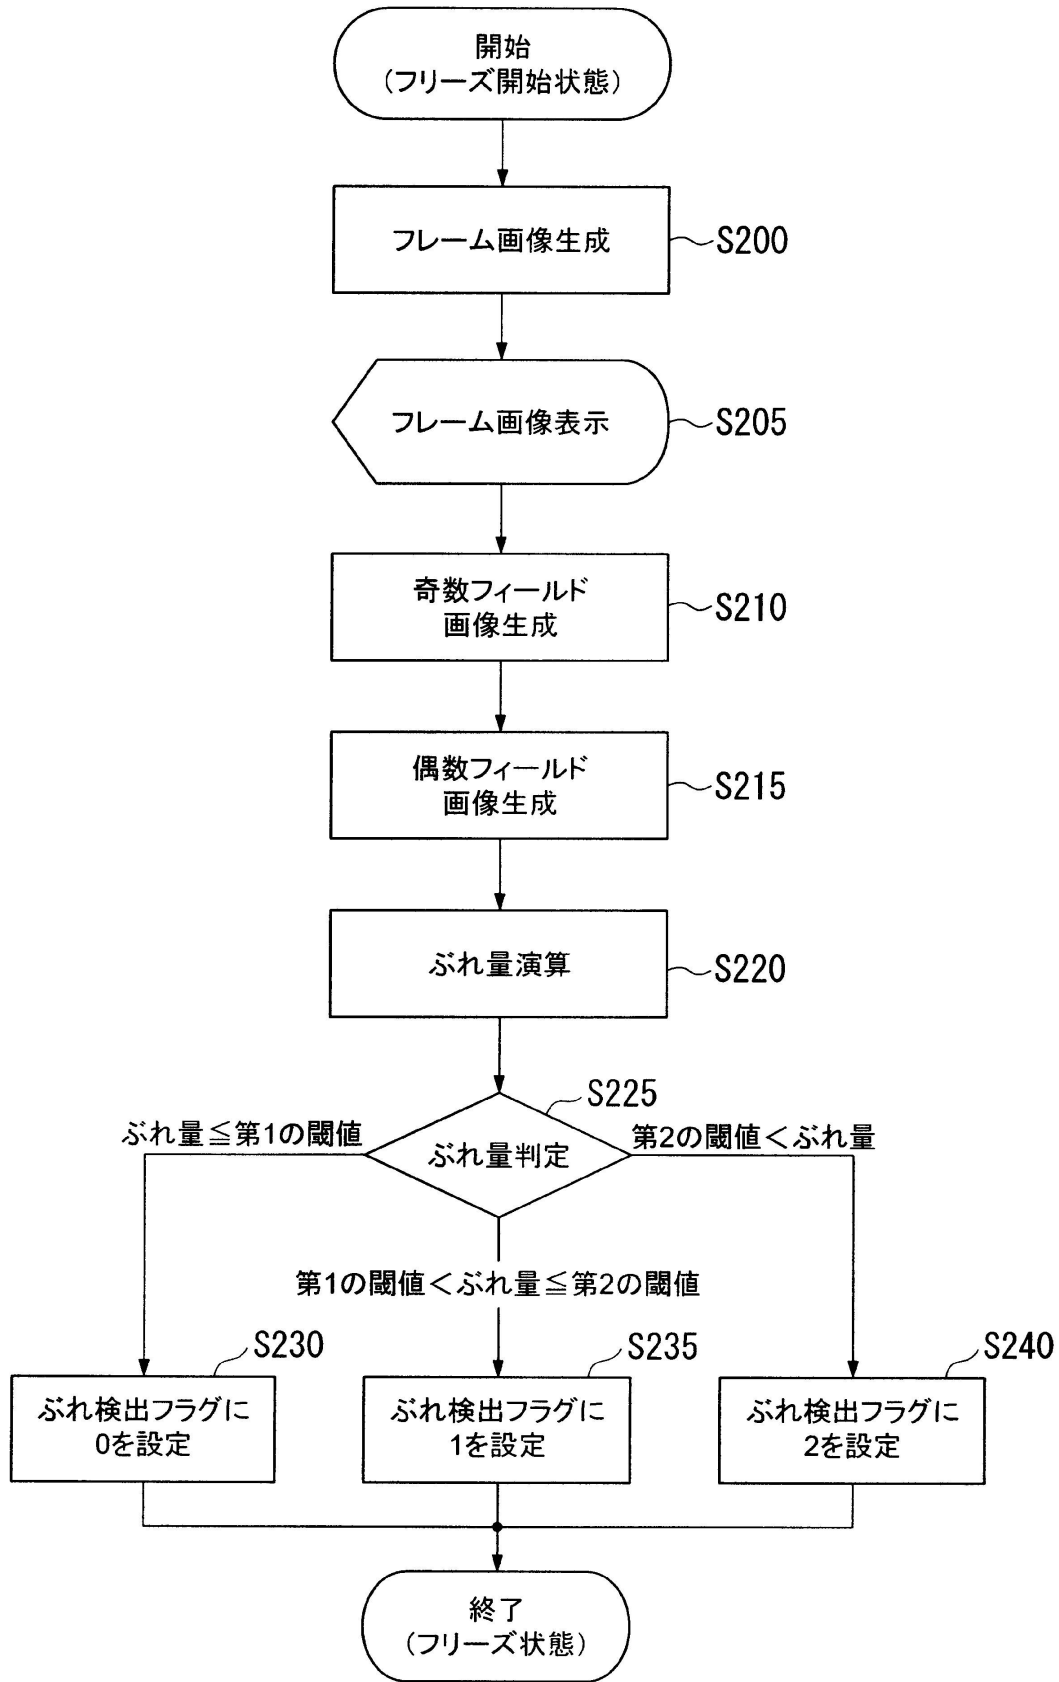 開始
(フリーズ開始状態)
フレーム画像生成
S200
フレーム画像表示
S205
奇数フィールド
画像生成
S210
偶数フィールド
画像生成
S215
ぶれ量演算
S220
S225
ぶれ量≦第1の閾値
ぶれ量判定
第2の閾値<ぶれ量
第1の閾値<ぶれ量≦第2の閾値
S230
S235
S240
ぶれ検出フラグに
0を設定
ぶれ検出フラグに
1を設定
ぶれ検出フラグに
2を設定
終了
(フリーズ状態)